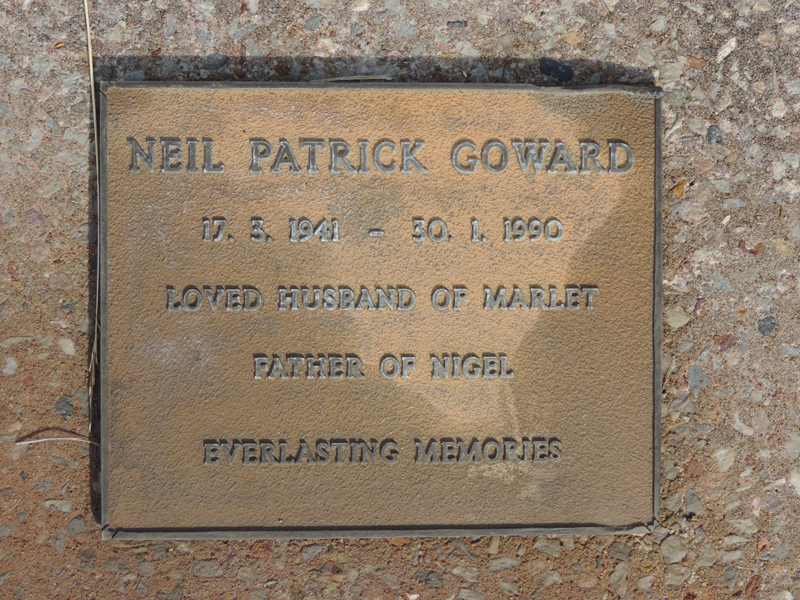 NEIL PATRICK GOWARD
17. 3. 1941 – 30. 1. 1990
LOVED HUSBAND OF MARLET
FATHER OF NIGEL
EVERLASTING MEMORIES